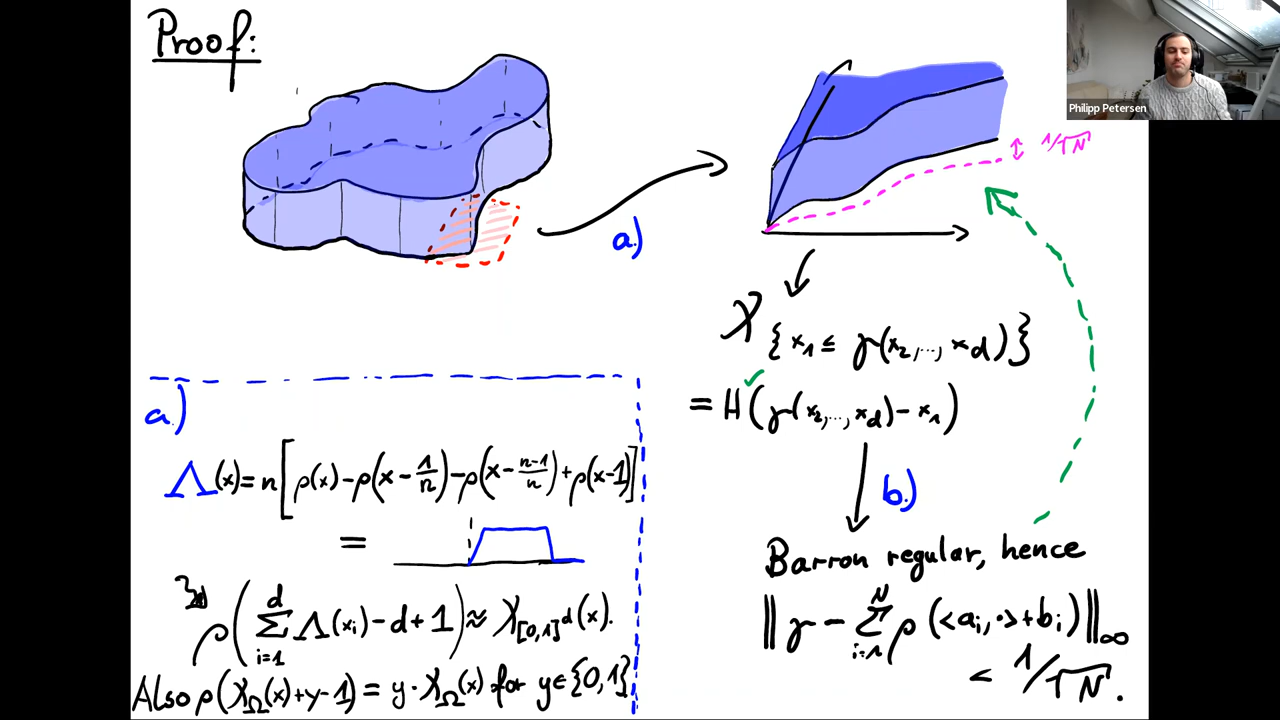 Proof:
Philipp Petersen
1/√N
a.)
χ{x₁ ≤ γ(x₂,...,x_d)}
= H(γ(x₂,...,x_d) - x₁)
b.)
Barron regular, hence
‖γ - Σ_{i=1}^{N} ρ(<a_i,·>+b_i)‖_∞
< 1/√N.
a.)
Λ(x) = n[ρ(x) - ρ(x - 1/n) - ρ(x - (n-1)/n) + ρ(x-1)]
=
ρ(Σ_{i=1}^{d} Λ(x_i) - d + 1) ≈ χ_{[0,1]^d}(x).
Also ρ(χ_Ω(x)+y-1) = y·χ_Ω(x) for y∈{0,1}